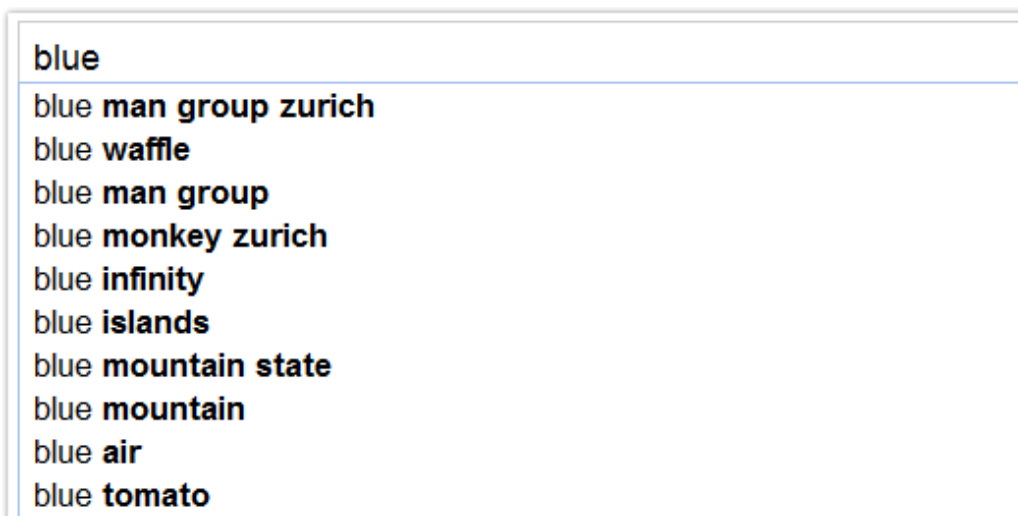 blue
blue man group zurich
blue waffle
blue man group
blue monkey zurich
blue infinity
blue islands
blue mountain state
blue mountain
blue air
blue tomato